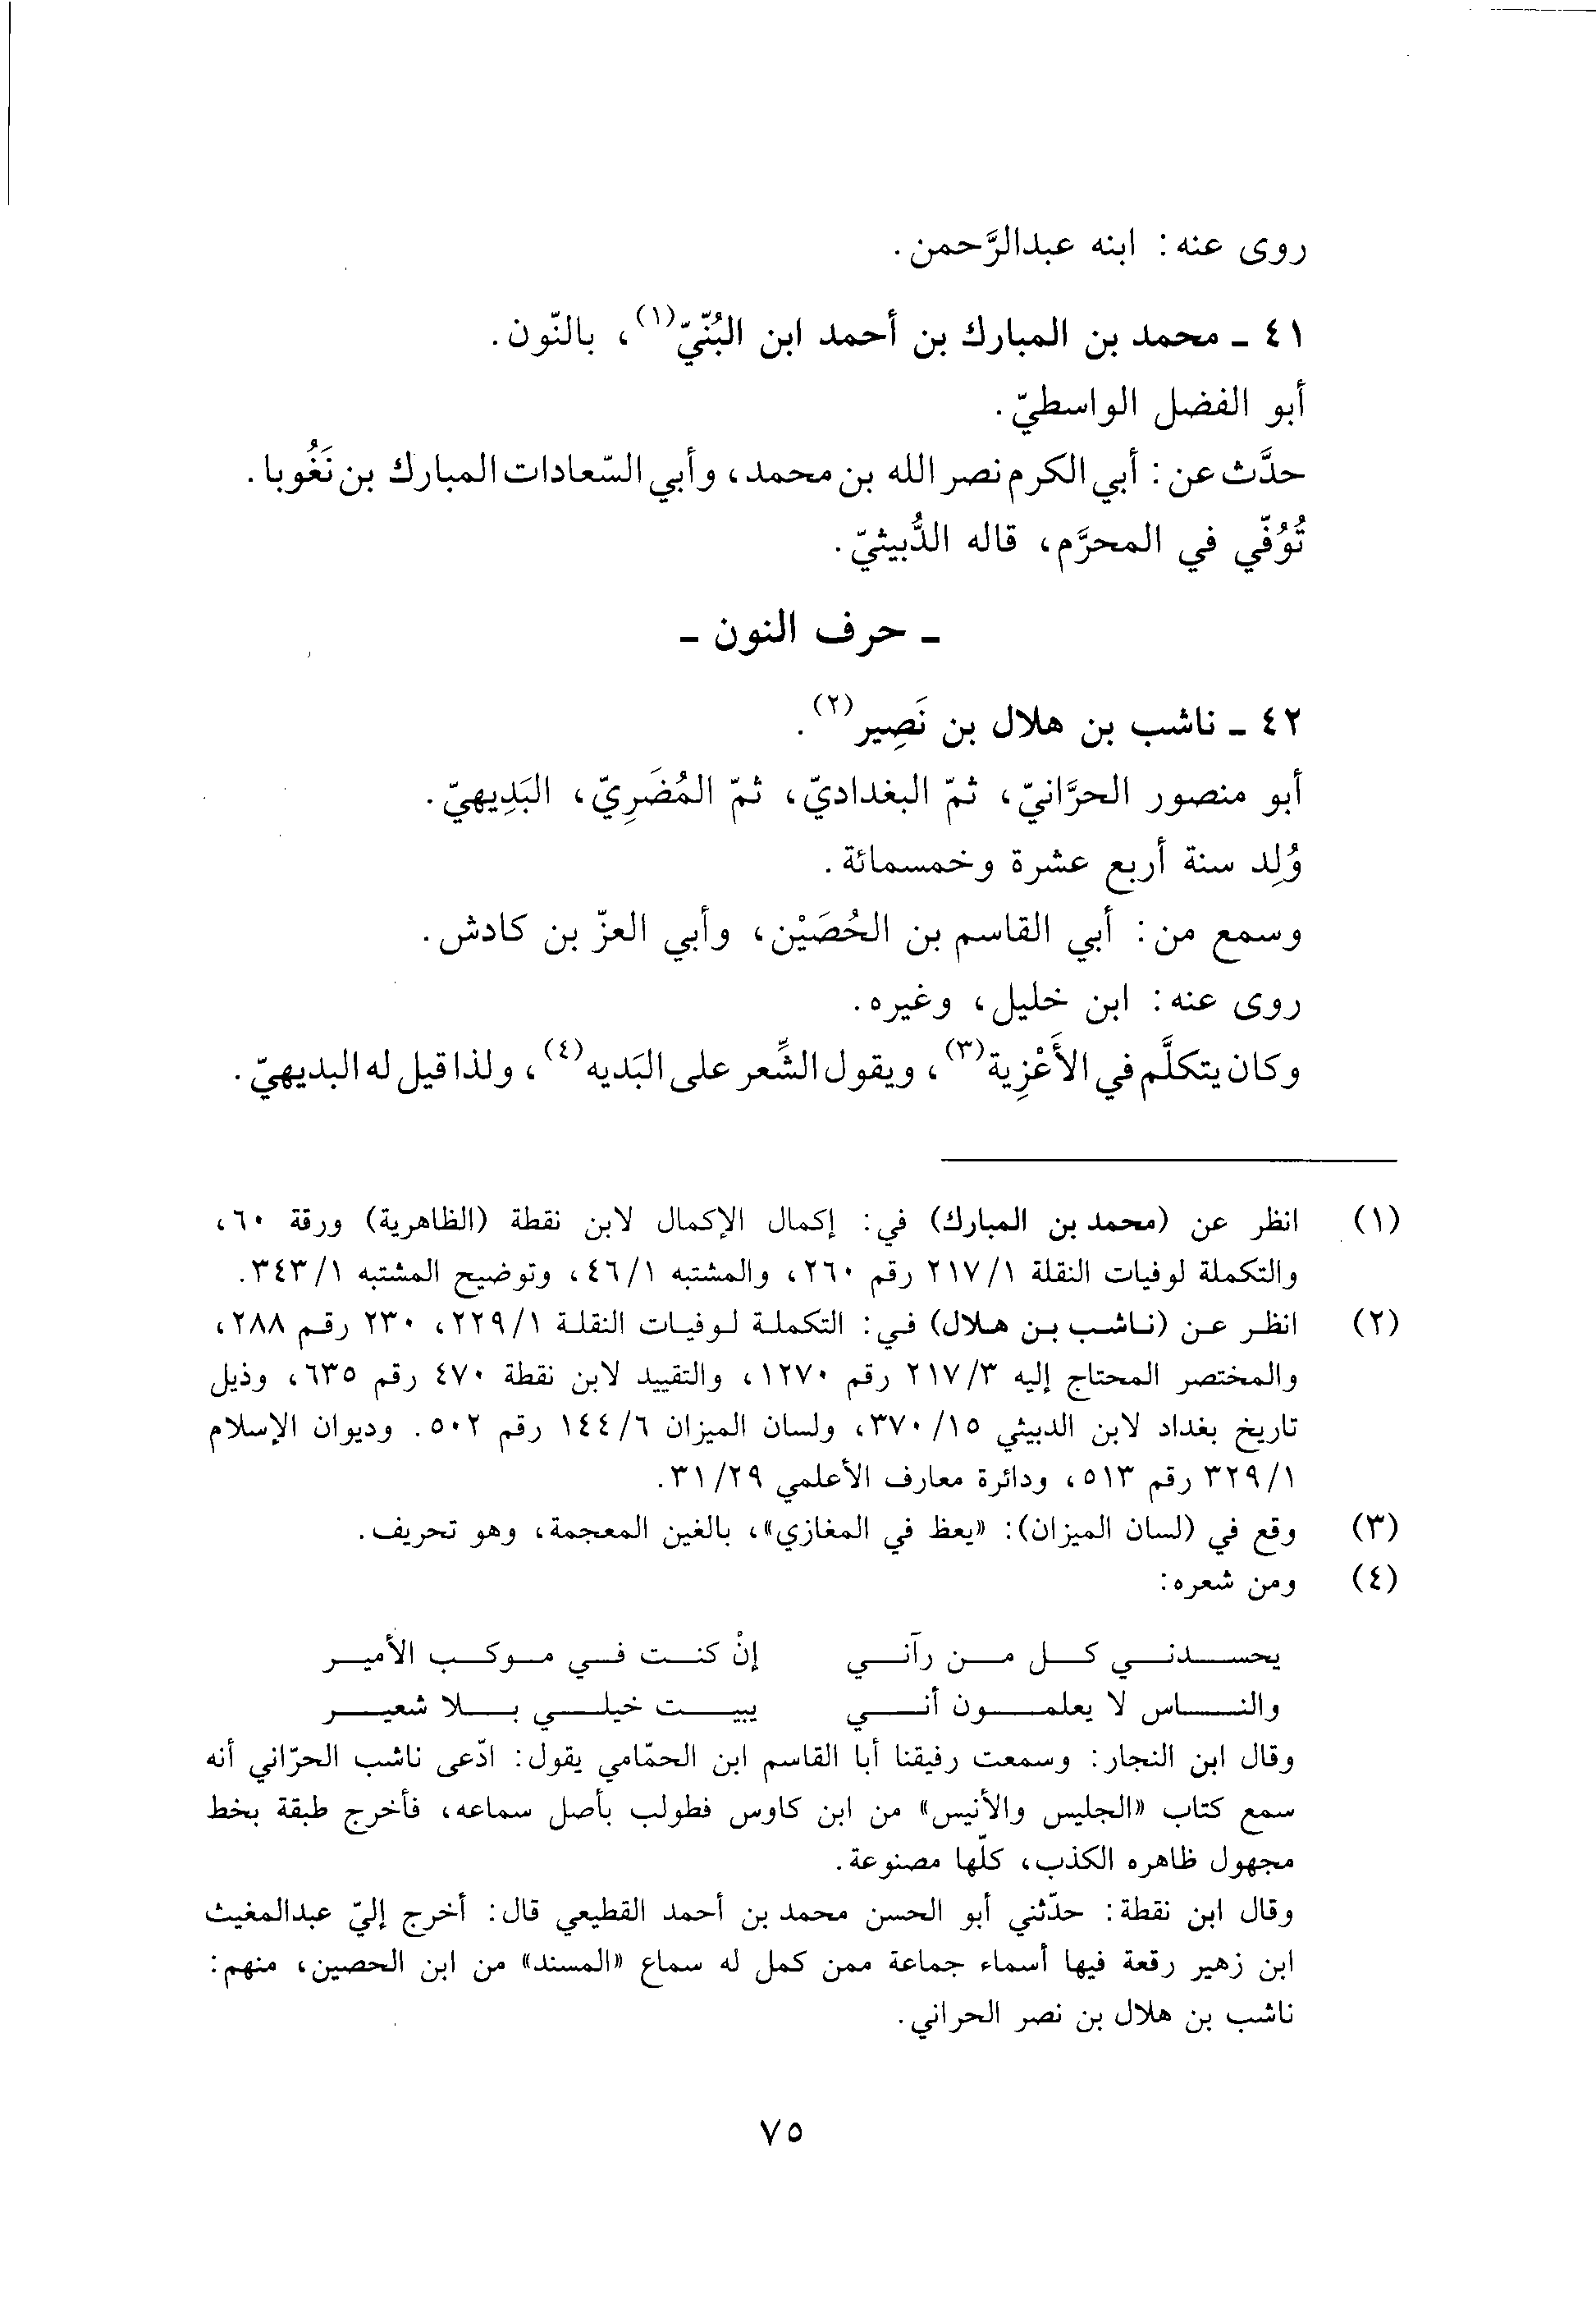 روى عنه: ابنه عبدالرَّحمن.
٤١ ـ محمد بن المبارك بن أحمد ابن البُنّيّ(١)، بالنّون.
أبو الفضل الواسطيّ.
حدَّث عن: أبي الكرم نصر الله بن محمد، وأبي السّعادات المبارك بن نَغُوبا.
تُوُفّي في المحرَّم، قاله الدُّبيثيّ.
ـ حرف النون ـ
٤٢ ـ ناشب بن هلال بن نَصِير(٢).
أبو منصور الحرَّانيّ، ثمّ البغداديّ، ثمّ المُضَرِيّ، البَدِيهيّ.
وُلِد سنة أربع عشرة وخمسمائة.
وسمع من: أبي القاسم بن الحُصَيْن، وأبي العزّ بن كادش.
روى عنه: ابن خليل، وغيره.
وكان يتكلَّم في الأَعْزِية(٣)، ويقول الشِّعر على البَديه(٤)، ولذا قيل له البديهيّ.
(١) انظر عن (محمد بن المبارك) في: إكمال الإكمال لابن نقطة (الظاهرية) ورقة ٦٠،
والتكملة لوفيات النقلة ٢١٧/١ رقم ٢٦٠، والمشتبه ٤٦/١، وتوضيح المشتبه ٣٤٣/١.
(٢) انظر عن (ناشب بن هلال) في: التكملة لوفيات النقلة ٢٢٩/١، ٢٣٠ رقم ٢٨٨،
والمختصر المحتاج إليه ٢١٧/٣ رقم ١٢٧٠، والتقييد لابن نقطة ٤٧٠ رقم ٦٣٥، وذيل
تاريخ بغداد لابن الدبيثي ٣٧٠/١٥، ولسان الميزان ١٤٤/٦ رقم ٥٠٢. وديوان الإسلام
٣٢٩/١ رقم ٥١٣، ودائرة معارف الأعلمي ٣١/٢٩.
(٣) وقع في (لسان الميزان): «يعظ في المغازي»، بالغين المعجمة، وهو تحريف.
(٤) ومن شعره:
يحسدني كل من رآني إنْ كنت في موكب الأمير
والناس لا يعلمون أني يبيت خيلي بلا شعير
وقال ابن النجار: وسمعت رفيقنا أبا القاسم ابن الحمّامي يقول: ادّعى ناشب الحرّاني أنه
سمع كتاب «الجليس والأنيس» من ابن كاوس فطولب بأصل سماعه، فأخرج طبقة بخط
مجهول ظاهره الكذب، كلّها مصنوعة.
وقال ابن نقطة: حدّثني أبو الحسن محمد بن أحمد القطيعي قال: أخرج إليّ عبدالمغيث
ابن زهير رقعة فيها أسماء جماعة ممن كمل له سماع «المسند» من ابن الحصين، منهم:
ناشب بن هلال بن نصر الحراني.
٧٥